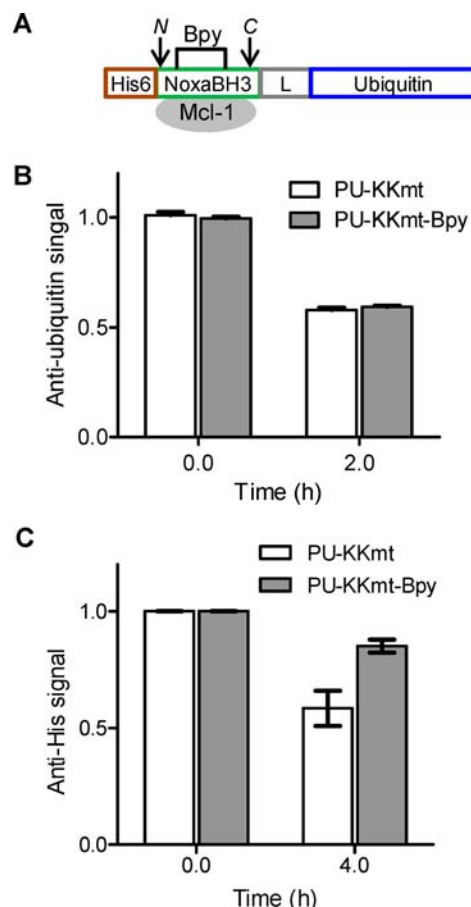 A
N Bpy C
His6 NoxaBH3 L Ubiquitin
Mcl-1
B
PU-KKmt
PU-KKmt-Bpy
Anti-ubiquitin singal
1.0
0.5
0.0
0.0 2.0
Time (h)
C
PU-KKmt
PU-KKmt-Bpy
Anti-His signal
1.0
0.5
0.0
0.0 4.0
Time (h)